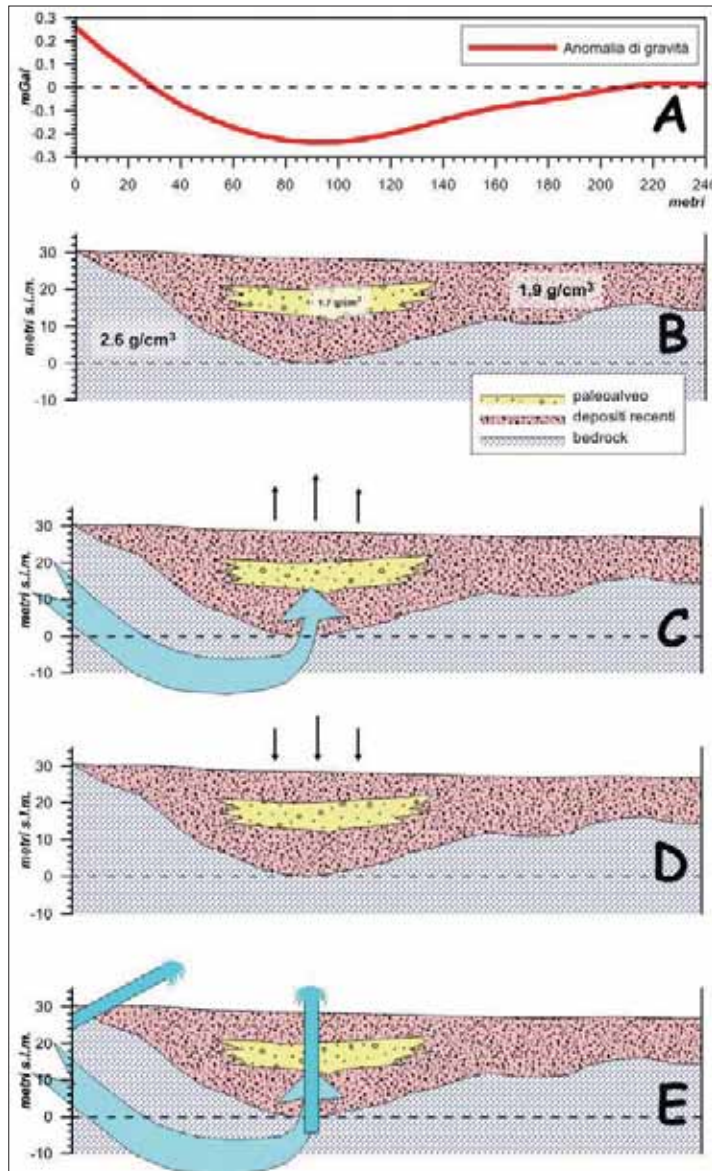 0.3
0.2
0.1
0
-0.1
-0.2
-0.3
mGal
Anomalia di gravità
A
0 20 40 60 80 100 120 140 160 180 200 220 240
metri
30
20
10
0
-10
metri s.l.m.
2.6 g/cm³
1.7 g/cm³
1.9 g/cm³
B
paleoalveo
depositi recenti
bedrock
30
20
10
0
-10
metri s.l.m.
C
30
20
10
0
-10
metri s.l.m.
D
30
20
10
0
-10
metri s.l.m.
E